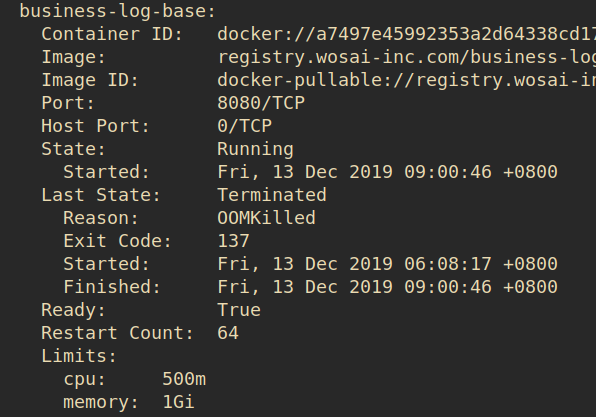 business-log-base:
Container ID: docker://a7497e45992353a2d64338cd17
Image: registry.wosai-inc.com/business-log
Image ID: docker-pullable://registry.wosai-in
Port: 8080/TCP
Host Port: 0/TCP
State: Running
Started: Fri, 13 Dec 2019 09:00:46 +0800
Last State: Terminated
Reason: OOMKilled
Exit Code: 137
Started: Fri, 13 Dec 2019 06:08:17 +0800
Finished: Fri, 13 Dec 2019 09:00:46 +0800
Ready: True
Restart Count: 64
Limits:
cpu: 500m
memory: 1Gi